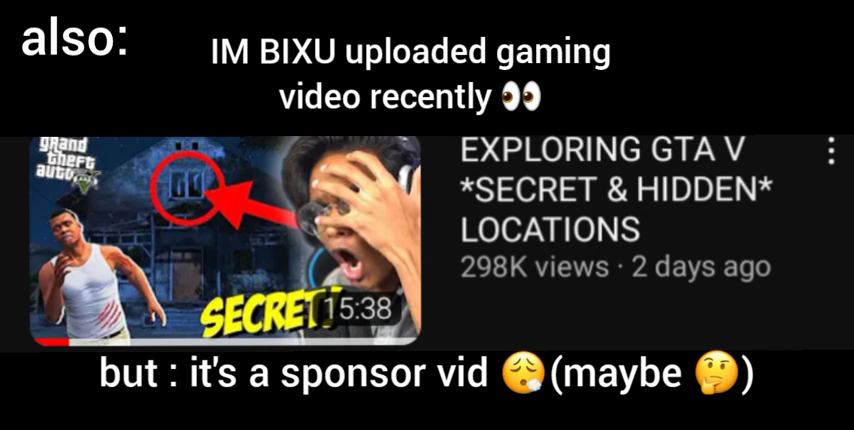 also:
IM BIXU uploaded gaming
video recently 👀
grand
theft
auto V
EXPLORING GTA V
*SECRET & HIDDEN*
LOCATIONS
298K views · 2 days ago
SECRET!
15:38
but : it's a sponsor vid 😮‍💨(maybe 🤔)